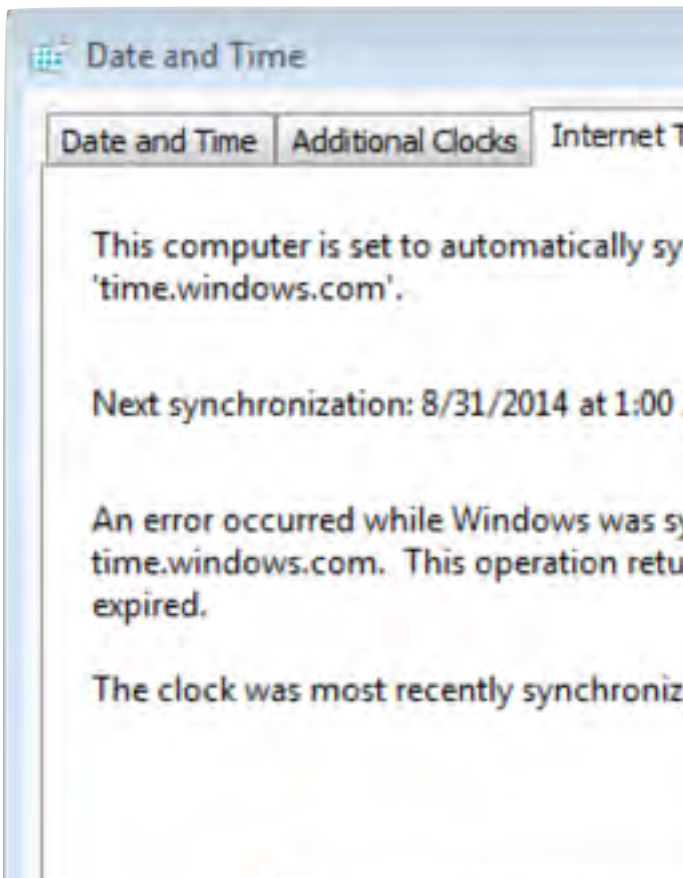 Date and Time
Date and Time Additional Clocks Internet T
This computer is set to automatically sy
'time.windows.com'.
Next synchronization: 8/31/2014 at 1:00
An error occurred while Windows was sy
time.windows.com. This operation retu
expired.
The clock was most recently synchroniz